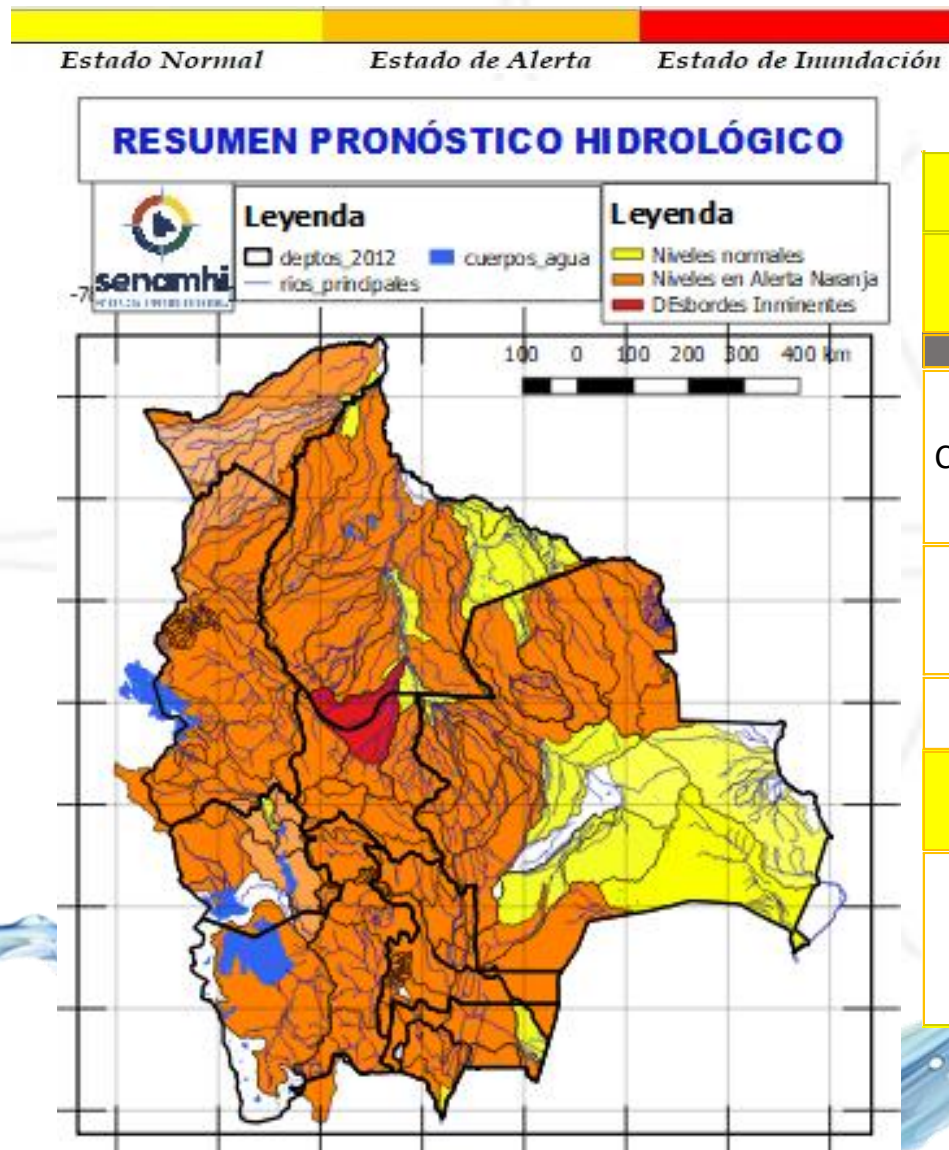 Estado Normal Estado de Alerta Estado de Inundación
RESUMEN PRONÓSTICO HIDROLÓGICO
senamhi
Leyenda
deptos_2012 cuerpos_agua
rios_principales
Leyenda
Niveles normales
Niveles en Alerta Naranja
DEsbordes Inminentes
-7
100 0 100 200 300 400 km
C